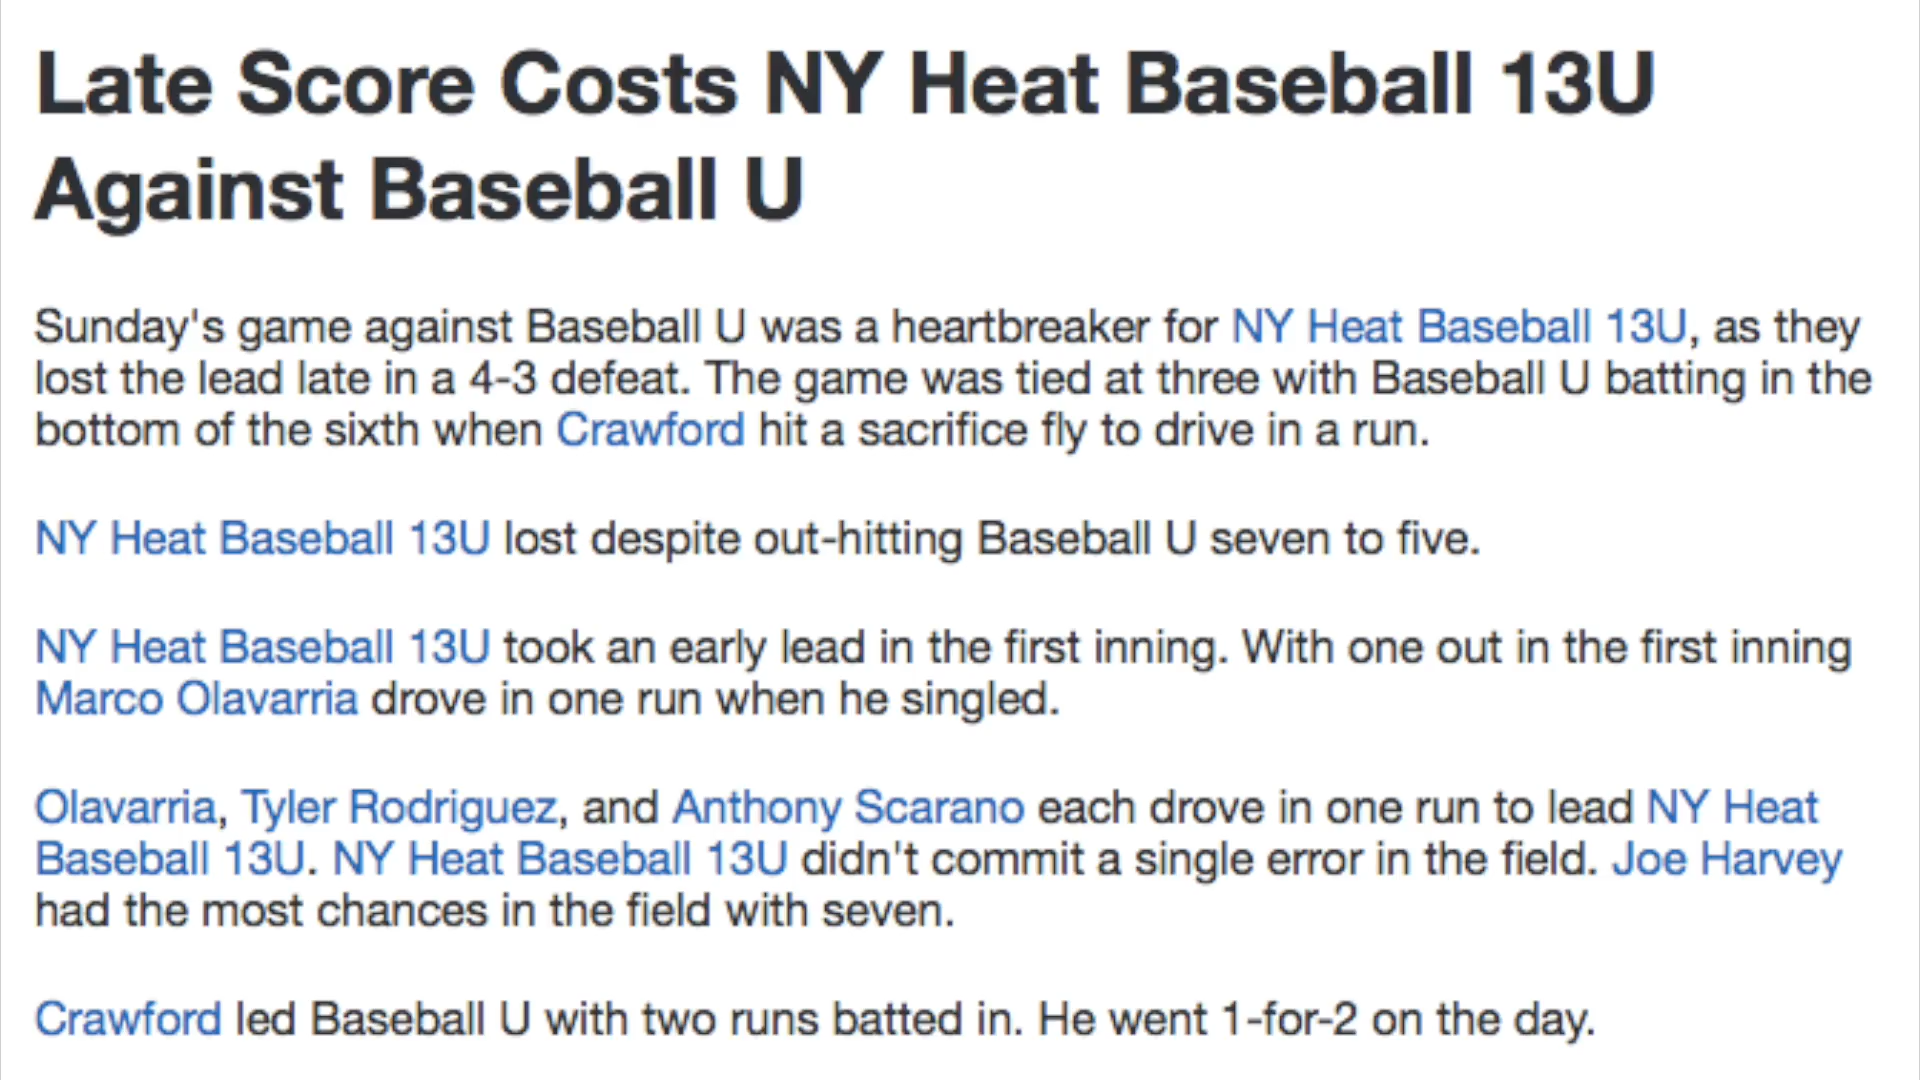 Late Score Costs NY Heat Baseball 13U
Against Baseball U
Sunday's game against Baseball U was a heartbreaker for NY Heat Baseball 13U, as they
lost the lead late in a 4-3 defeat. The game was tied at three with Baseball U batting in the
bottom of the sixth when Crawford hit a sacrifice fly to drive in a run.
NY Heat Baseball 13U lost despite out-hitting Baseball U seven to five.
NY Heat Baseball 13U took an early lead in the first inning. With one out in the first inning
Marco Olavarria drove in one run when he singled.
Olavarria, Tyler Rodriguez, and Anthony Scarano each drove in one run to lead NY Heat
Baseball 13U. NY Heat Baseball 13U didn't commit a single error in the field. Joe Harvey
had the most chances in the field with seven.
Crawford led Baseball U with two runs batted in. He went 1-for-2 on the day.